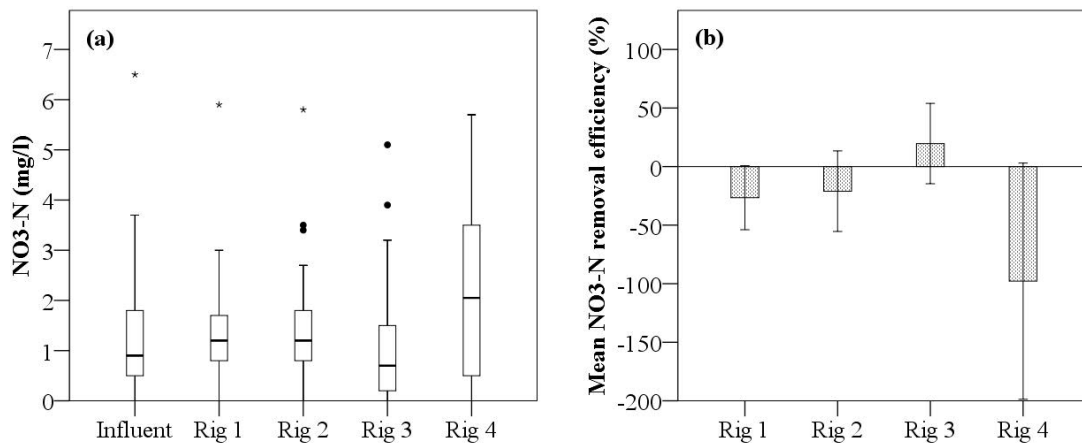 (a)
NO3-N (mg/l)
7
6
5
4
3
2
1
0
Influent Rig 1 Rig 2 Rig 3 Rig 4
(b)
Mean NO3-N removal efficiency (%)
100
50
0
-50
-100
-150
-200
Rig 1 Rig 2 Rig 3 Rig 4